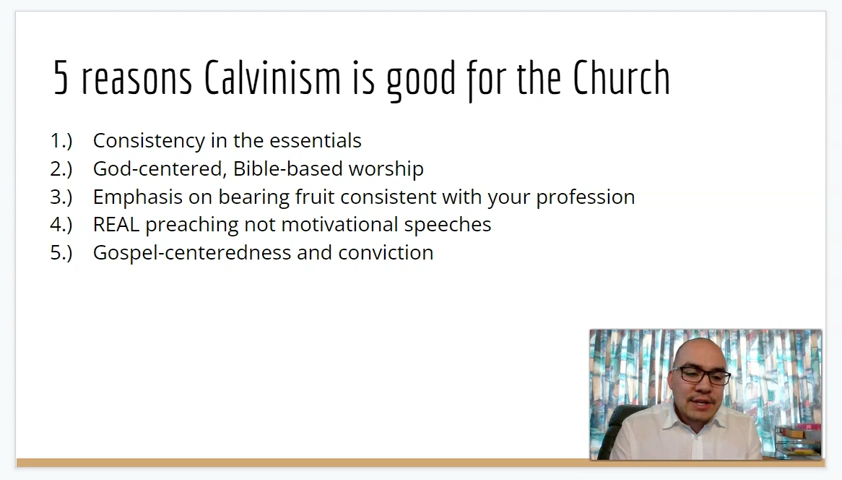 5 reasons Calvinism is good for the Church
1.) Consistency in the essentials
2.) God-centered, Bible-based worship
3.) Emphasis on bearing fruit consistent with your profession
4.) REAL preaching not motivational speeches
5.) Gospel-centeredness and conviction